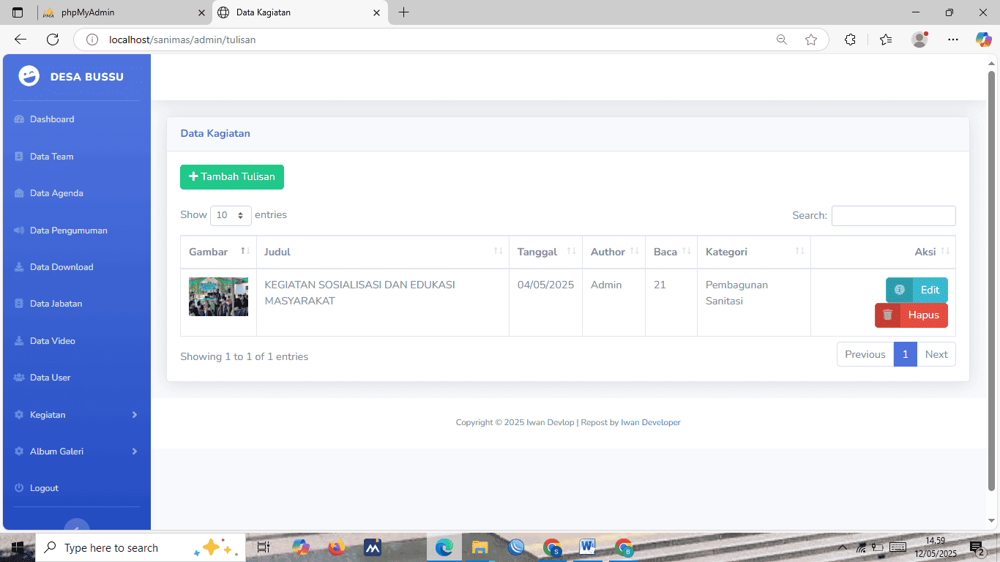 phpMyAdmin
Data Kagiatan
localhost/sanimas/admin/tulisan
DESA BUSSU
Dashboard
Data Team
Data Agenda
Data Pengumuman
Data Download
Data Jabatan
Data Video
Data User
Kegiatan
Album Galeri
Logout
Data Kagiatan
Tambah Tulisan
Show 10 entries
Search:
Gambar Judul Tanggal Author Baca Kategori Aksi
KEGIATAN SOSIALISASI DAN EDUKASI 04/05/2025 Admin 21 Pembagunan Edit
MASYARAKAT Sanitasi
Hapus
Showing 1 to 1 of 1 entries
Previous 1 Next
Copyright © 2025 Iwan Devlop | Repost by Iwan Developer
Type here to search
14,59
12/05/2025
2